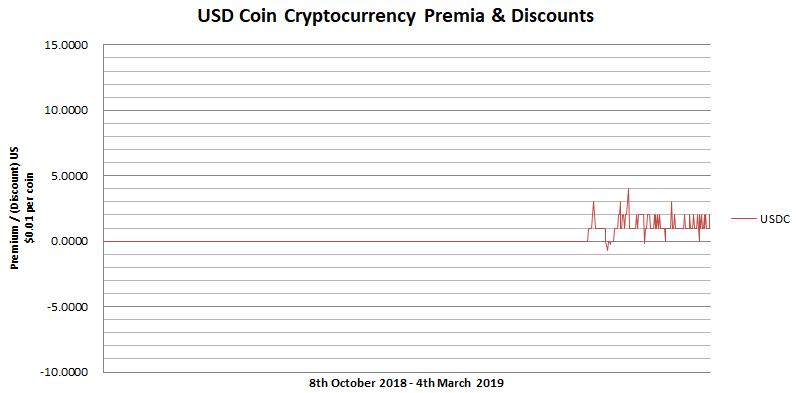 USD Coin Cryptocurrency Premia & Discounts
15.0000
10.0000
5.0000
0.0000
-5.0000
-10.0000
Premium / (Discount) US
$0.01 per coin
USDC
8th October 2018 - 4th March 2019